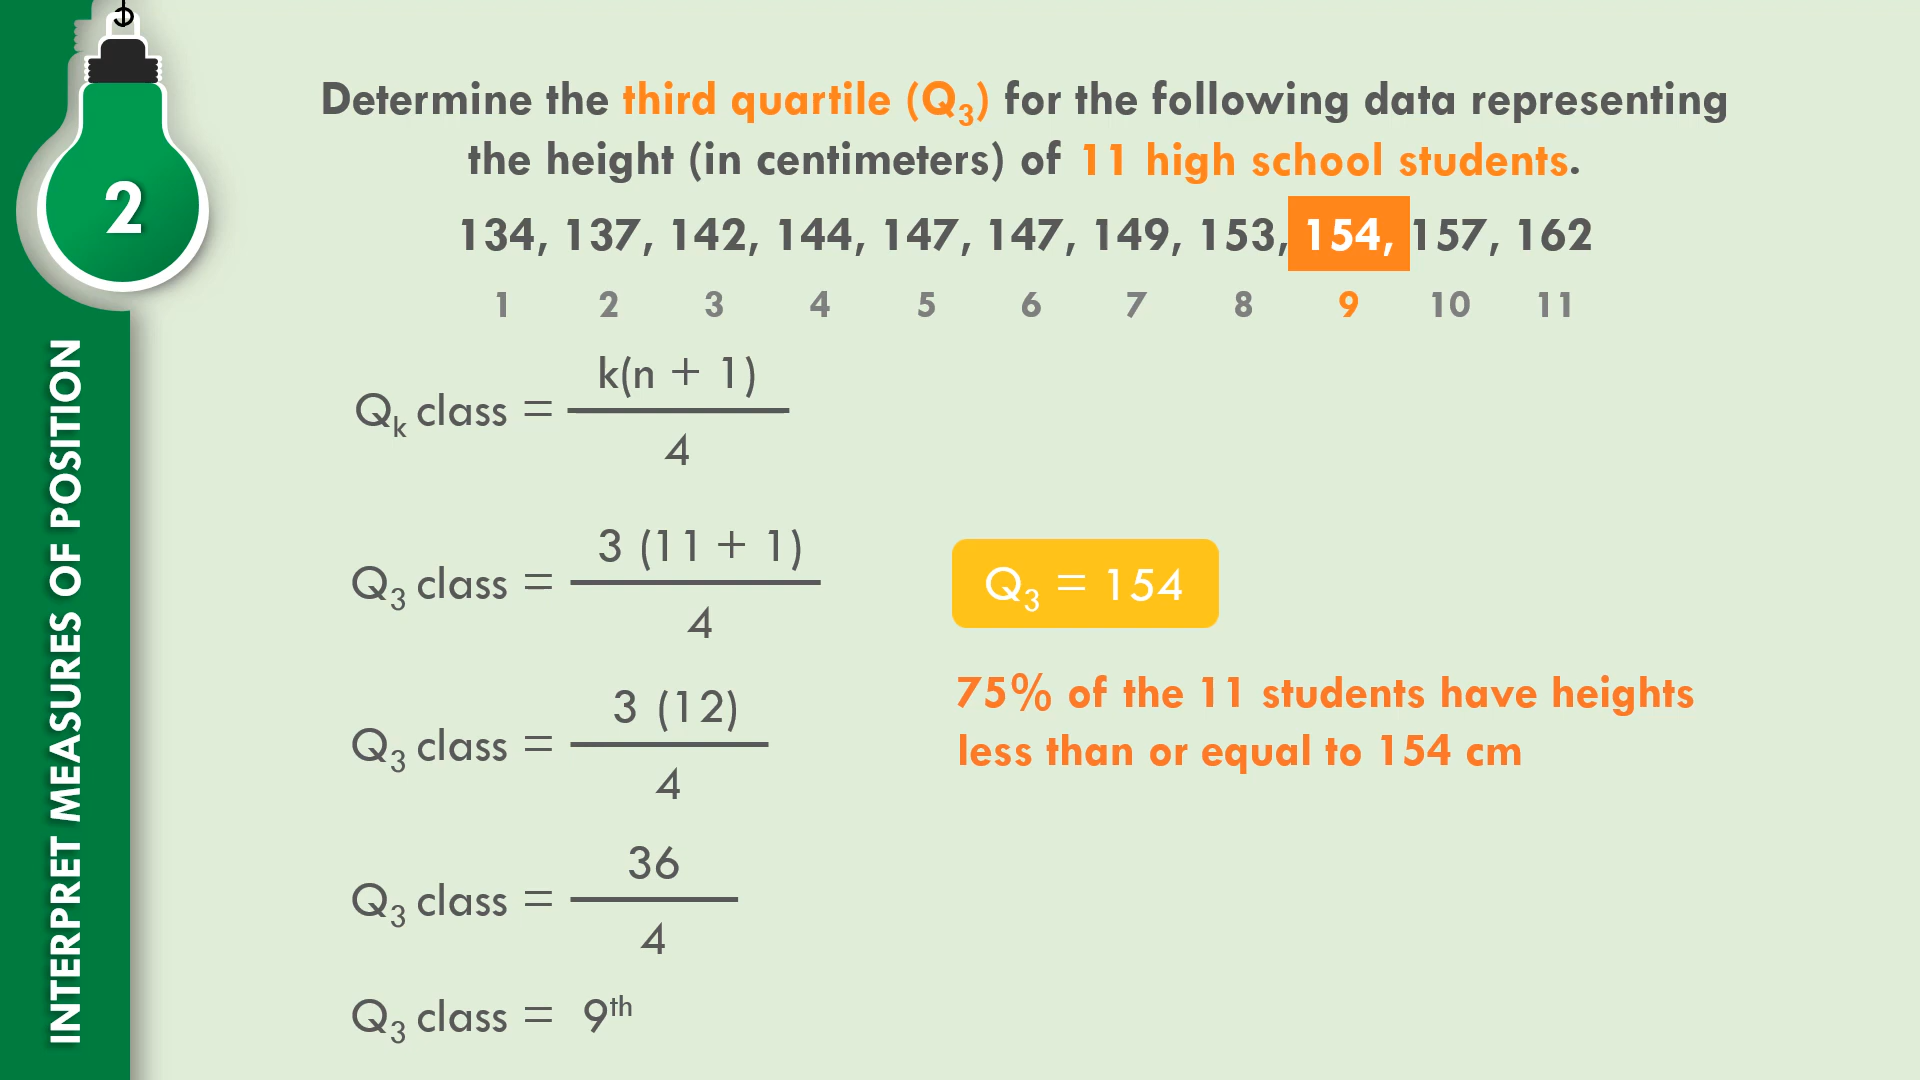 2
INTERPRET MEASURES OF POSITION
Determine the third quartile (Q₃) for the following data representing
the height (in centimeters) of 11 high school students.
134, 137, 142, 144, 147, 147, 149, 153, 154, 157, 162
1 2 3 4 5 6 7 8 9 10 11
Qₖ class = k(n + 1)
4
Q₃ class = 3 (11 + 1)
4
Q₃ class = 3 (12)
4
Q₃ class = 36
4
Q₃ class = 9ᵗʰ
Q₃ = 154
75% of the 11 students have heights
less than or equal to 154 cm